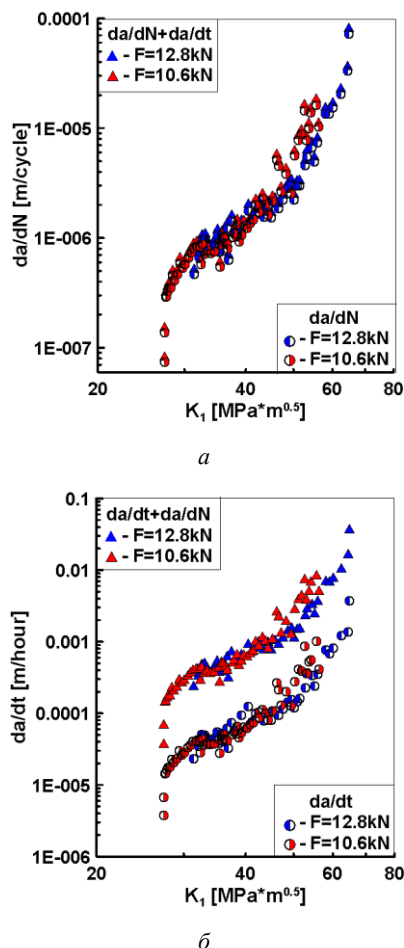 0.0001
da/dN+da/dt
- F=12.8kN
- F=10.6kN
1E-005
da/dN [m/cycle]
1E-006
da/dN
- F=12.8kN
1E-007
- F=10.6kN
20
40
60
80
K1 [MPa*m^0.5]
а
0.1
da/dt+da/dN
- F=12.8kN
0.01
- F=10.6kN
da/dt [m/hour]
0.001
0.0001
da/dt
1E-005
- F=12.8kN
- F=10.6kN
1E-006
20
40
60
80
K1 [MPa*m^0.5]
б